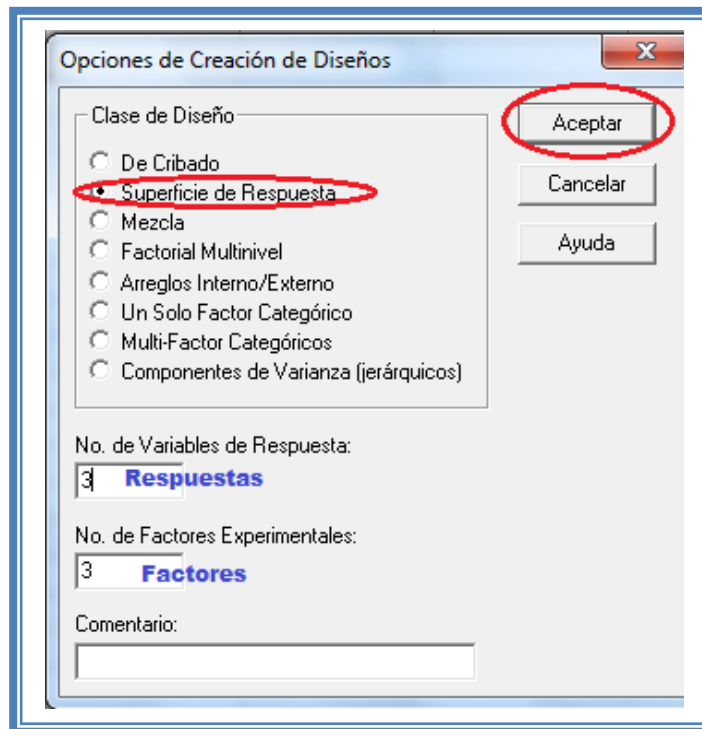 Opciones de Creación de Diseños
x
Clase de Diseño
De Cribado
Superficie de Respuesta
Mezcla
Factorial Multinivel
Arreglos Interno/Externo
Un Solo Factor Categórico
Multi-Factor Categóricos
Componentes de Varianza (jerárquicos)
Aceptar
Cancelar
Ayuda
No. de Variables de Respuesta:
3 Respuestas
No. de Factores Experimentales:
3 Factores
Comentario: